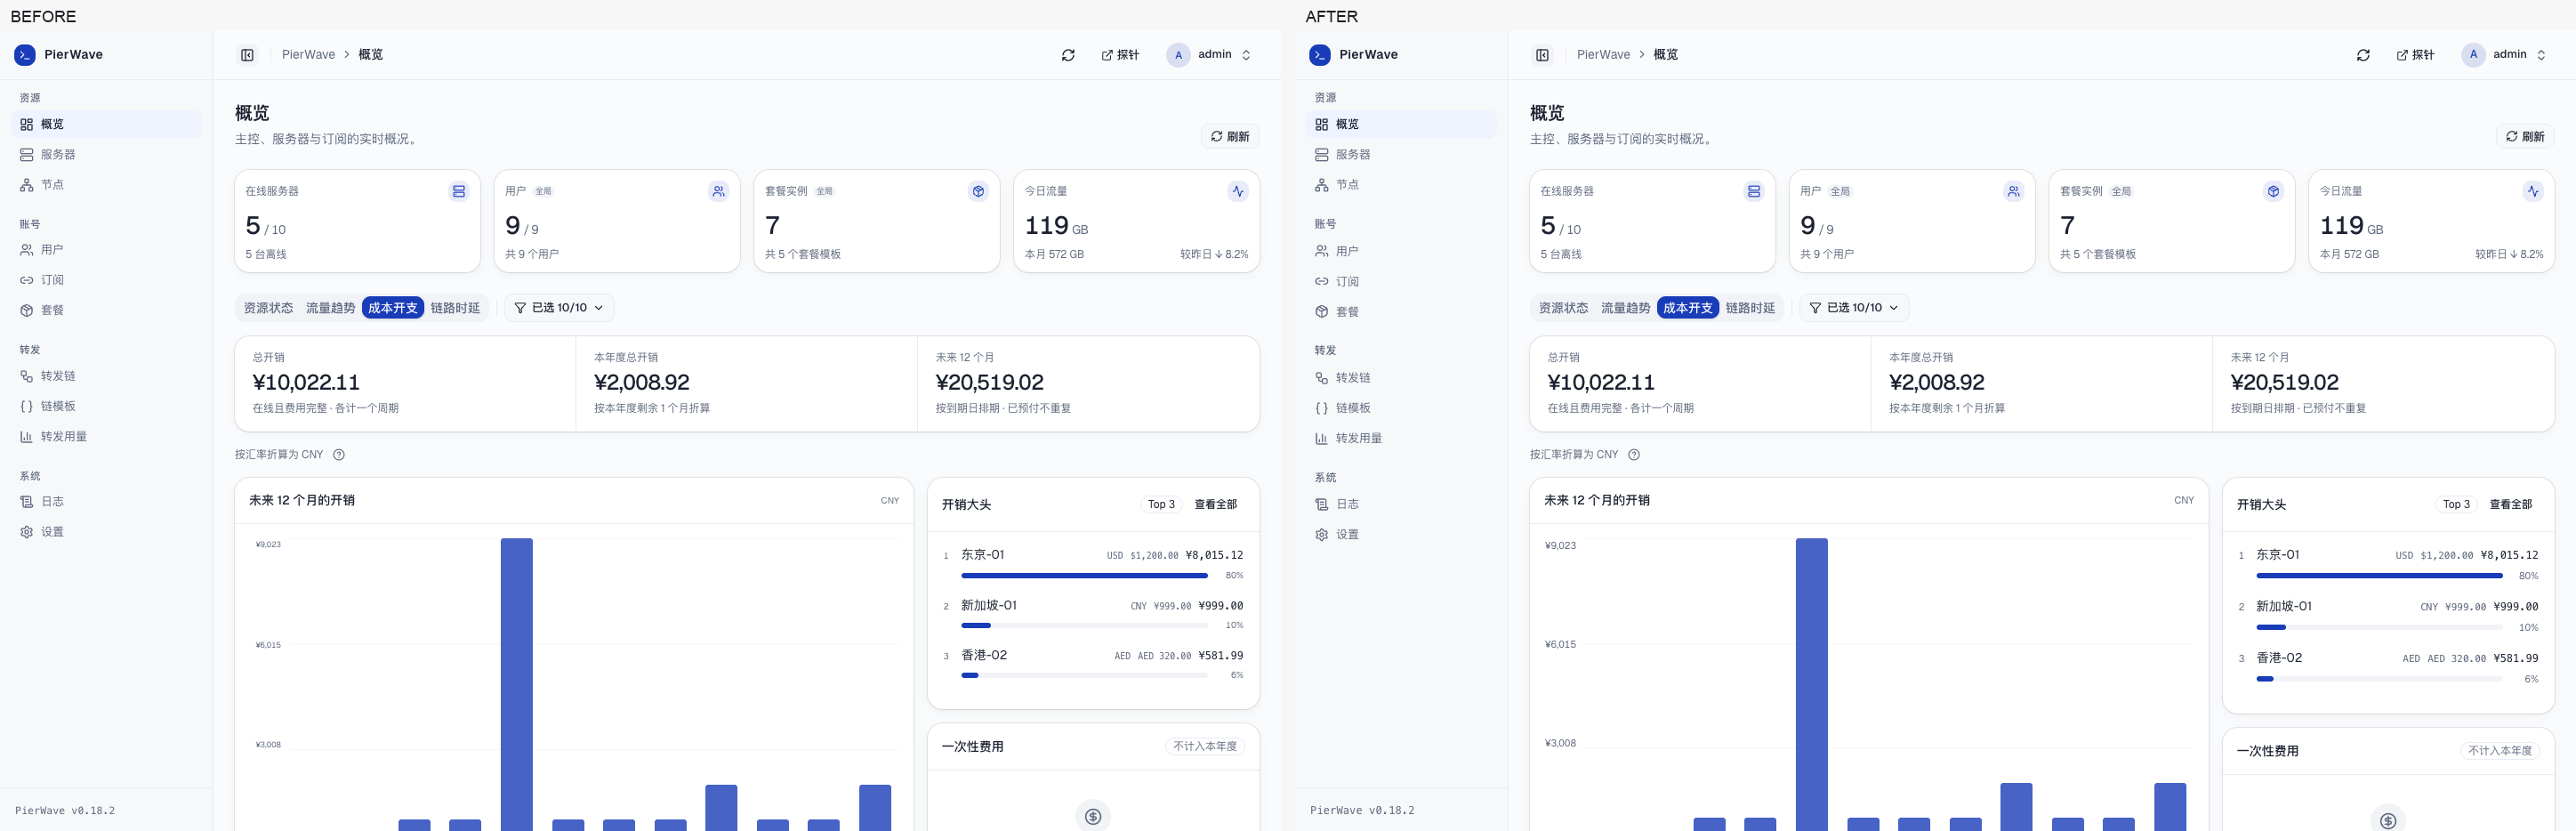 BEFORE
PierWave
PierWave > 概览
探针
A admin
资源
概览
服务器
节点
账号
用户
订阅
套餐
转发
转发链
链模板
转发用量
系统
日志
设置
PierWave v0.18.2
概览
主控、服务器与订阅的实时概况。
刷新
在线服务器
5 / 10
5 台离线
用户 全局
9 / 9
共 9 个用户
套餐实例 全局
7
共 5 个套餐模板
今日流量
119 GB
本月 572 GB 较昨日 ↓ 8.2%
资源状态 流量趋势 成本开支 链路时延 已选 10/10
总开销
¥10,022.11
在线且费用完整 · 各计一个周期
本年度总开销
¥2,008.92
按本年度剩余 1 个月折算
未来 12 个月
¥20,519.02
按到期日排期 · 已预付不重复
按汇率折算为 CNY
未来 12 个月的开销 CNY
¥9,023
¥6,015
¥3,008
开销大头 Top 3 查看全部
1 东京-01 USD $1,200.00 ¥8,015.12
80%
2 新加坡-01 CNY ¥999.00 ¥999.00
10%
3 香港-02 AED AED 320.00 ¥581.99
6%
一次性费用 不计入本年度
AFTER
PierWave
PierWave > 概览
探针
A admin
资源
概览
服务器
节点
账号
用户
订阅
套餐
转发
转发链
链模板
转发用量
系统
日志
设置
PierWave v0.18.2
概览
主控、服务器与订阅的实时概况。
刷新
在线服务器
5 / 10
5 台离线
用户 全局
9 / 9
共 9 个用户
套餐实例 全局
7
共 5 个套餐模板
今日流量
119 GB
本月 572 GB 较昨日 ↓ 8.2%
资源状态 流量趋势 成本开支 链路时延 已选 10/10
总开销
¥10,022.11
在线且费用完整 · 各计一个周期
本年度总开销
¥2,008.92
按本年度剩余 1 个月折算
未来 12 个月
¥20,519.02
按到期日排期 · 已预付不重复
按汇率折算为 CNY
未来 12 个月的开销 CNY
¥9,023
¥6,015
¥3,008
开销大头 Top 3 查看全部
1 东京-01 USD $1,200.00 ¥8,015.12
80%
2 新加坡-01 CNY ¥999.00 ¥999.00
10%
3 香港-02 AED AED 320.00 ¥581.99
6%
一次性费用 不计入本年度